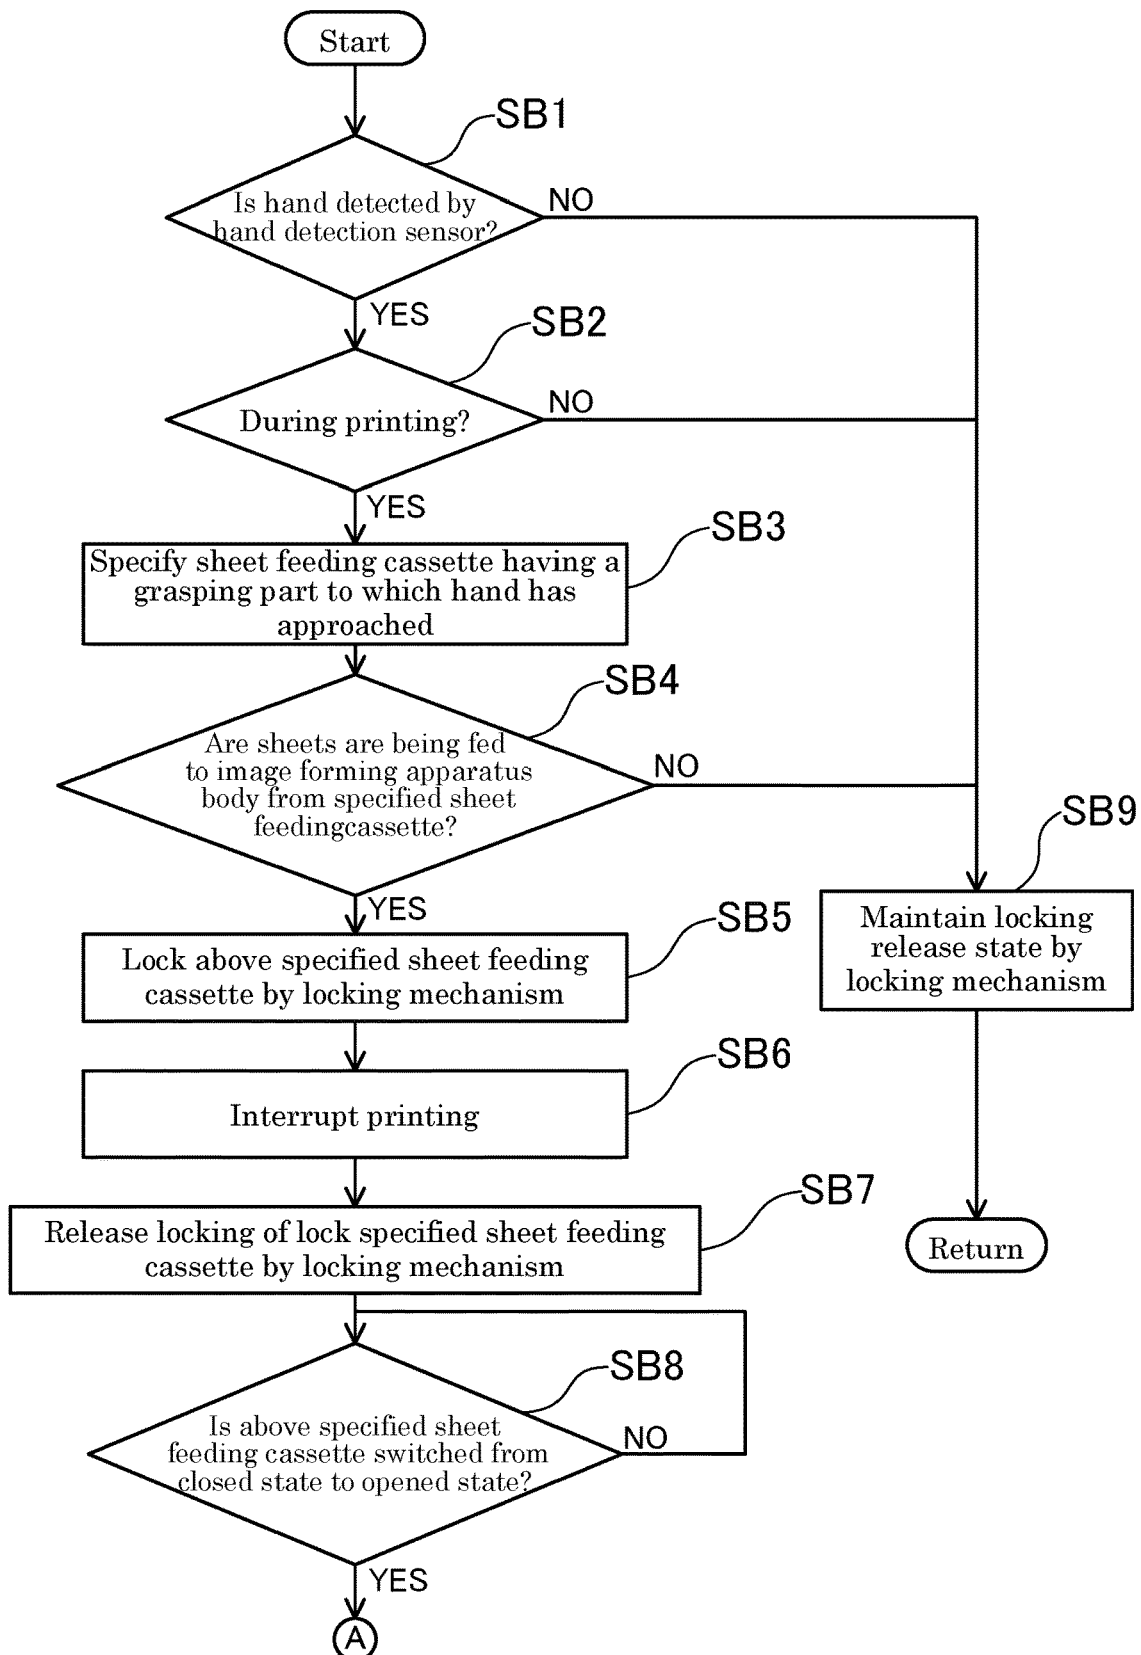 Start
SB1
Is hand detected by
hand detection sensor?
NO
YES
SB2
During printing?
NO
YES
SB3
Specify sheet feeding cassette having a
grasping part to which hand has
approached
SB4
Are sheets are being fed
to image forming apparatus
body from specified sheet
feedingcassette?
NO
YES
SB9
Maintain locking
release state by
locking mechanism
SB5
Lock above specified sheet feeding
cassette by locking mechanism
SB6
Interrupt printing
SB7
Release locking of lock specified sheet feeding
cassette by locking mechanism
Return
SB8
Is above specified sheet
feeding cassette switched from
closed state to opened state?
NO
YES
A